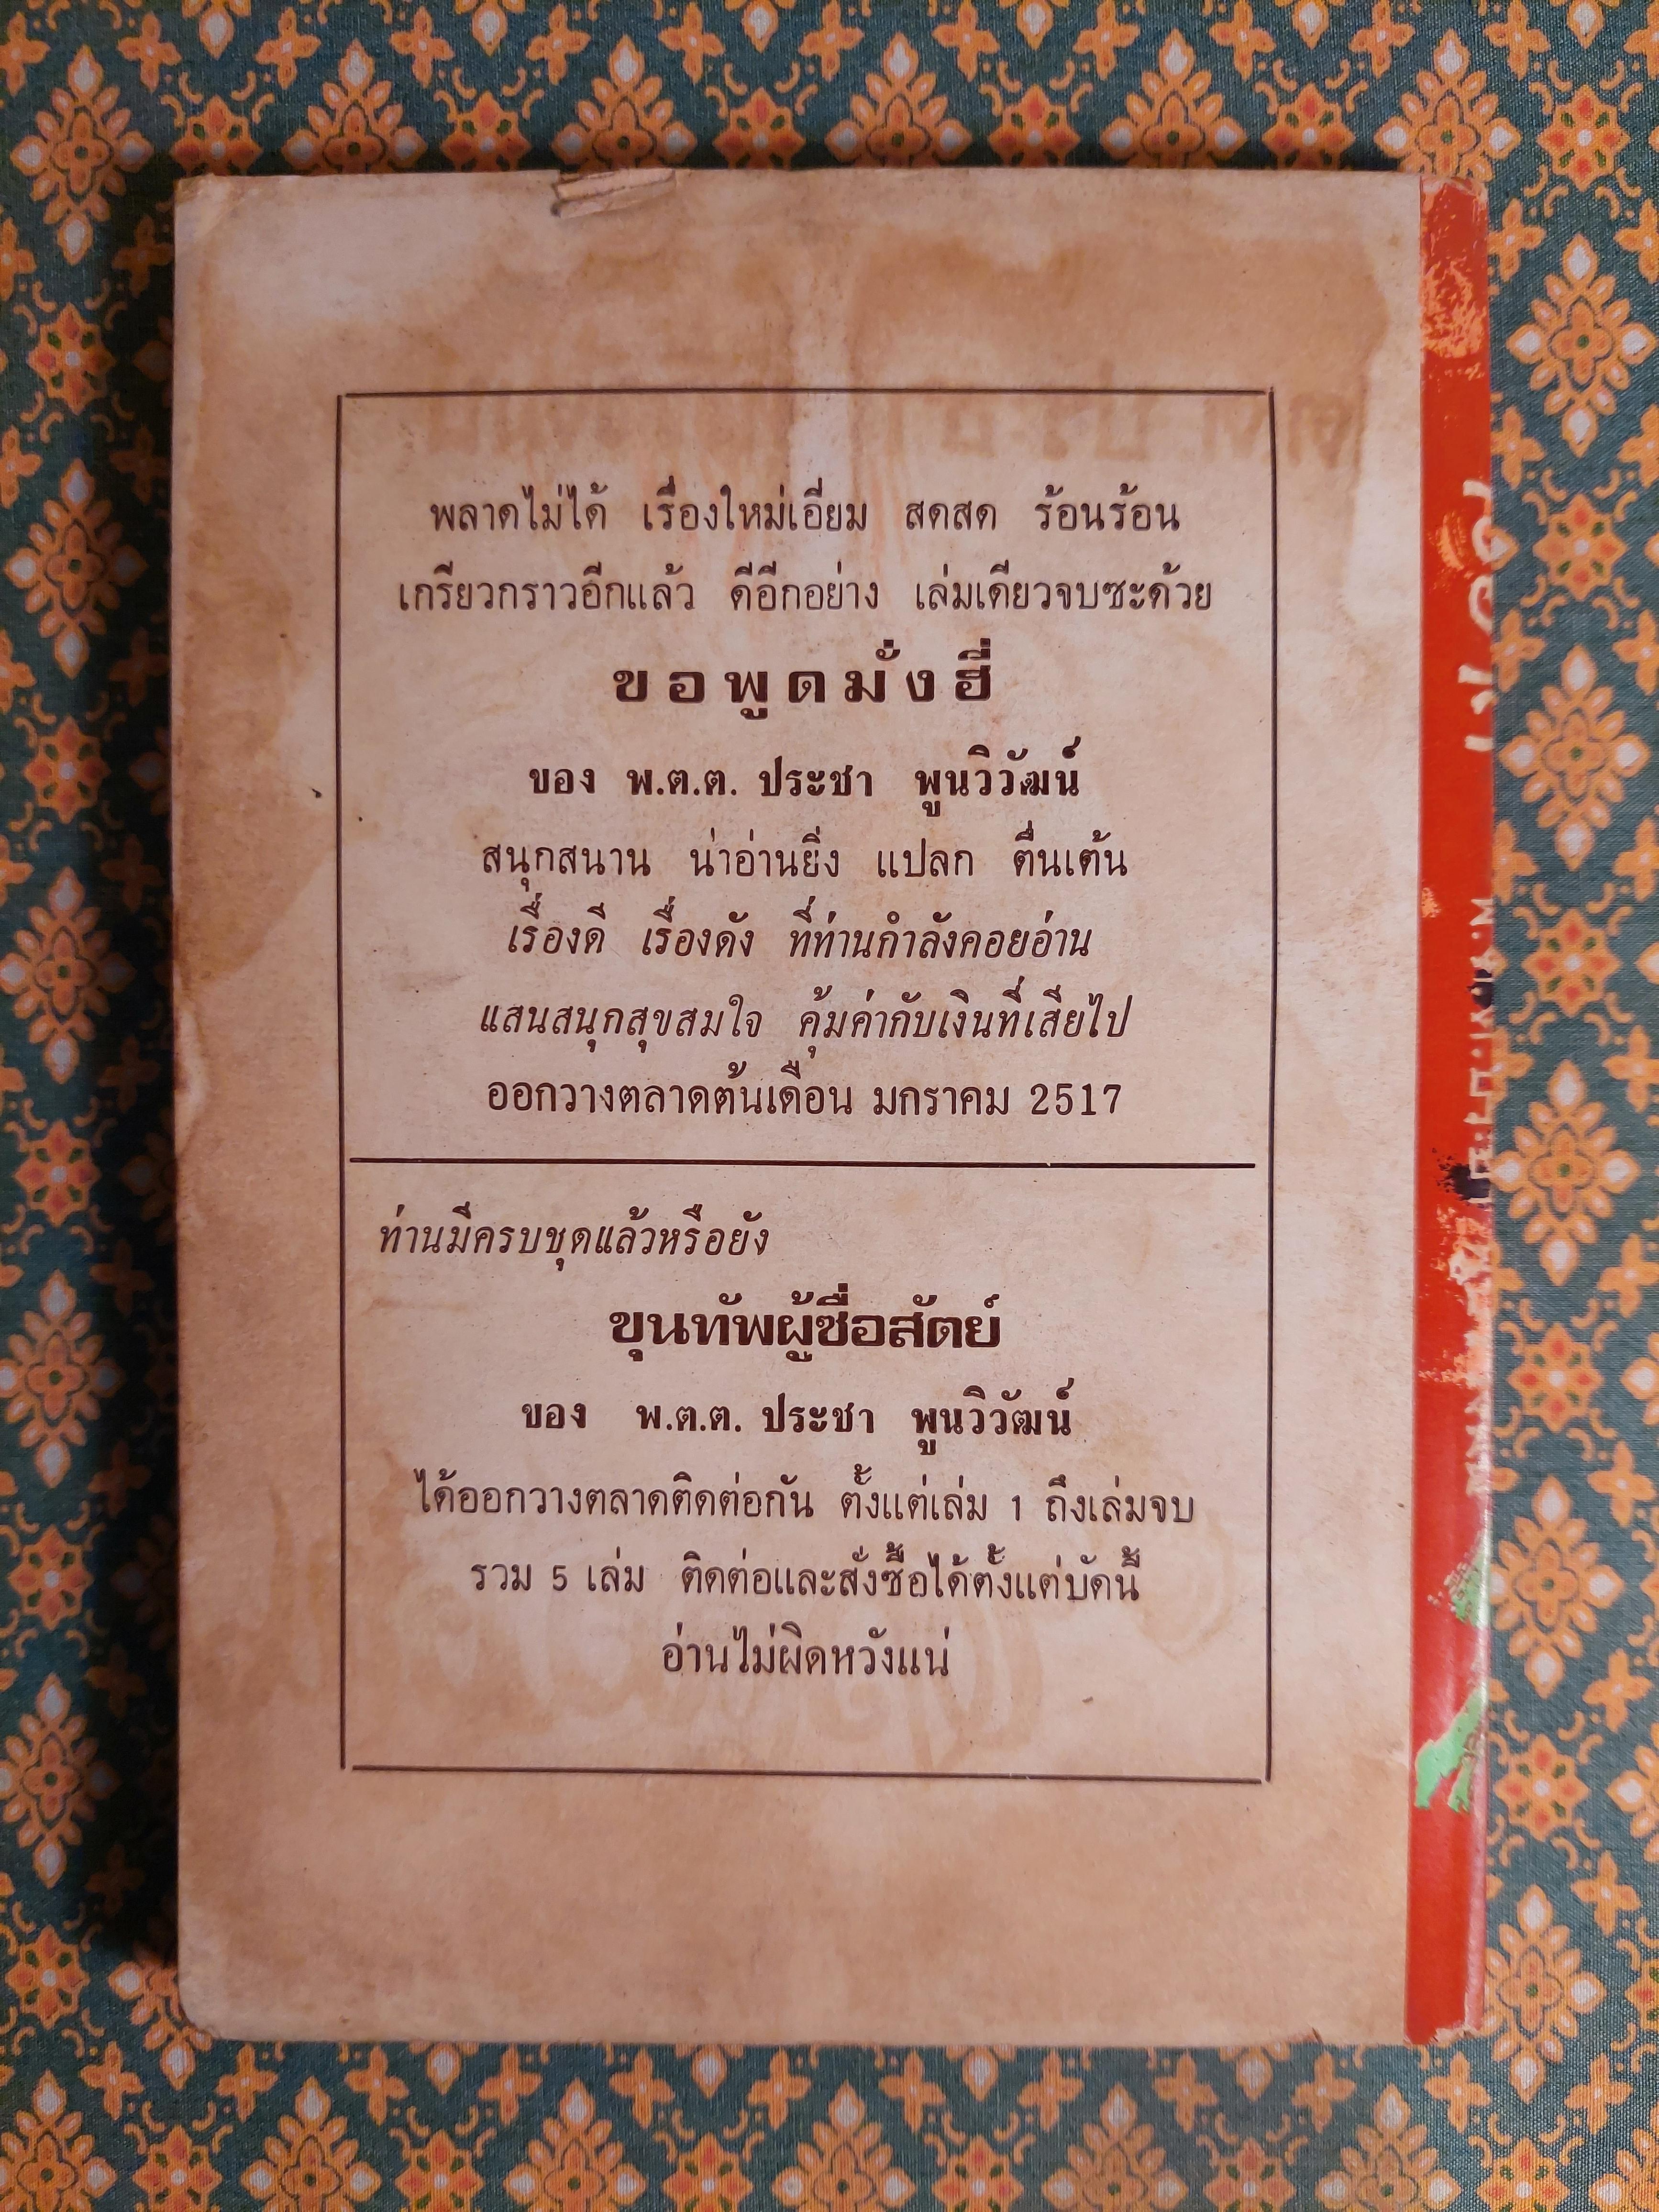 พลาดไม่ได้ เรื่องใหม่เอี่ยม สดสด ร้อนร้อน
เกรียวกราวอีกแล้ว ดีอีกอย่าง เล่มเดียวจบซะด้วย
ขอพูดมั่งฮี่
ของ พ.ต.ต. ประชา พูนวิวัฒน์
สนุกสนาน น่าอ่านยิ่ง แปลก ตื่นเต้น
เรื่องดี เรื่องดัง ที่ท่านกำลังคอยอ่าน
แสนสนุกสุขสมใจ คุ้มค่ากับเงินที่เสียไป
ออกวางตลาดต้นเดือน มกราคม 2517
ท่านมีครบชุดแล้วหรือยัง
ขุนทัพผู้ซื่อสัตย์
ของ พ.ต.ต. ประชา พูนวิวัฒน์
ได้ออกวางตลาดติดต่อกัน ตั้งแต่เล่ม 1 ถึงเล่มจบ
รวม 5 เล่ม ติดต่อและสั่งซื้อได้ตั้งแต่บัดนี้
อ่านไม่ผิดหวังแน่